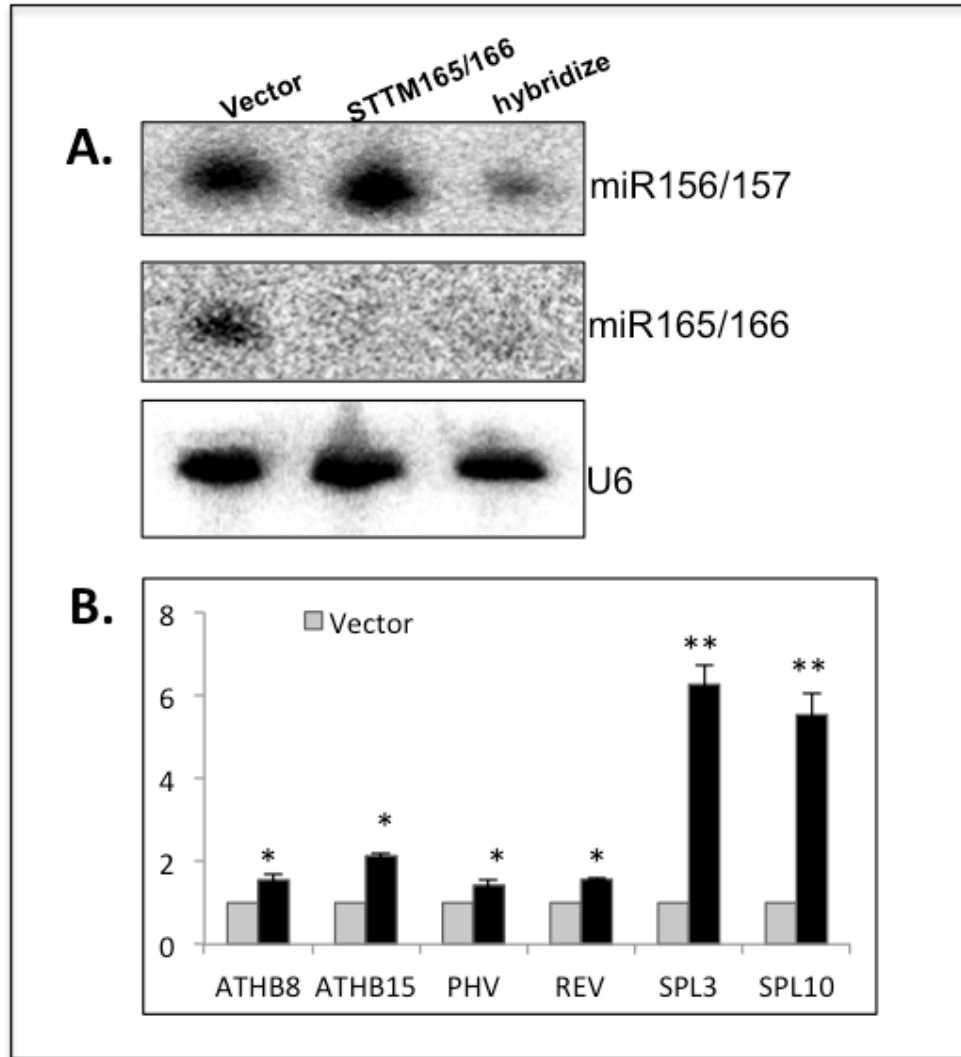 Vector STTM165/166 hybridize
A.
miR156/157
miR165/166
U6
B.
8
Vector
6
4
2
0
* * * * ** **
ATHB8 ATHB15 PHV REV SPL3 SPL10